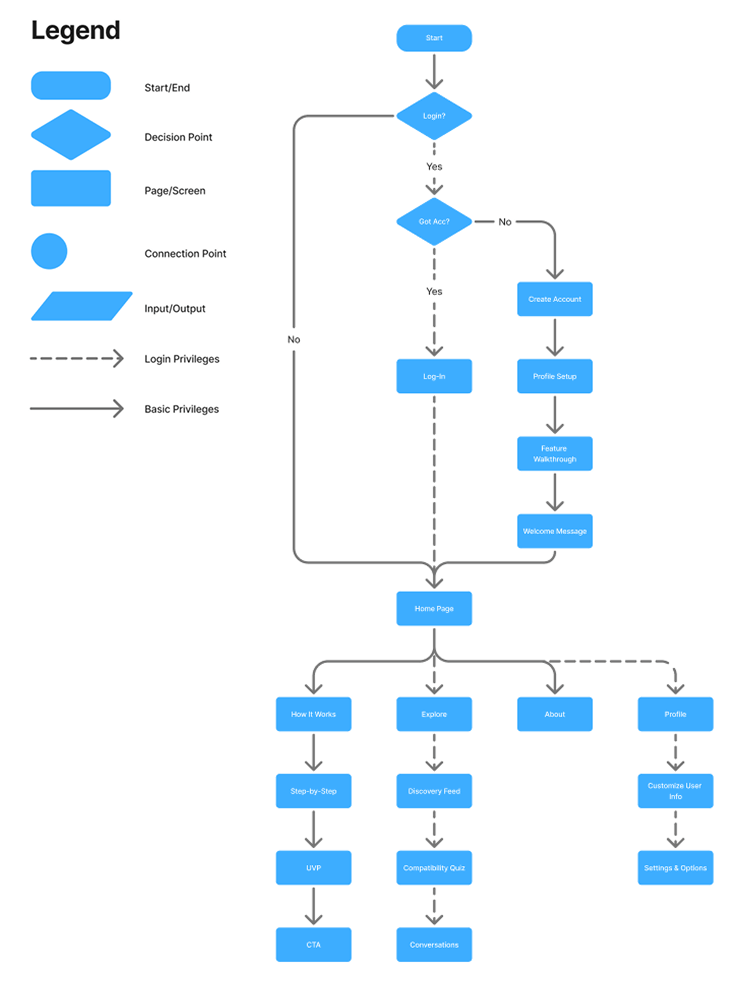 Legend
Start/End
Decision Point
Page/Screen
Connection Point
Input/Output
Login Privileges
Basic Privileges
Start
Login?
Yes
Got Acc?
No
Yes
Create Account
No
Log-In
Profile Setup
Feature
Walkthrough
Welcome Message
Home Page
How It Works
Explore
About
Profile
Step-by-Step
Discovery Feed
Customize User
Info
UVP
Compatibility Quiz
Settings & Options
CTA
Conversations